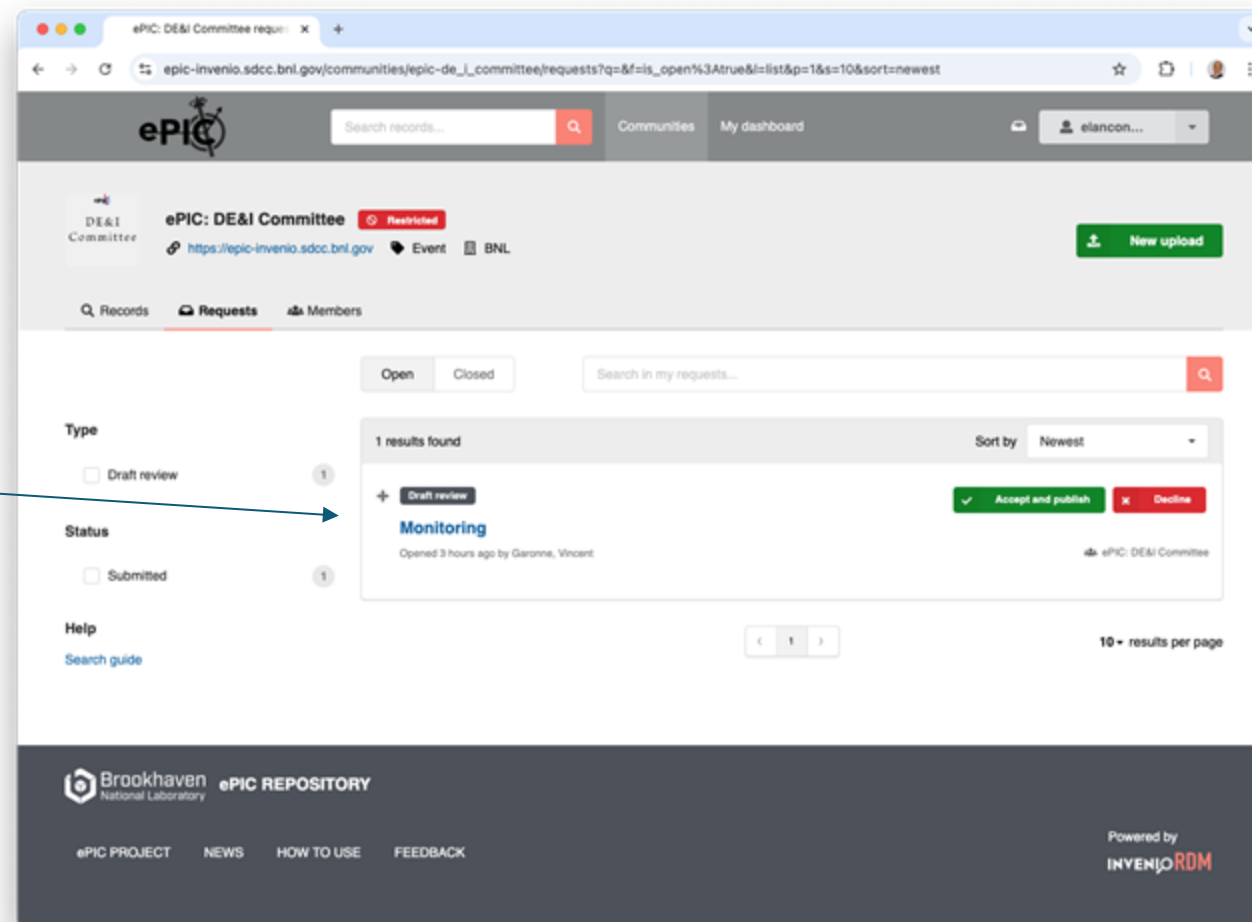 ePIC: DE&I Committee reques
epic-invenio.sdcc.bnl.gov/communities/epic-de_i_committee/requests?q=&f=is_open%3Atrue&l=list&p=1&s=10&sort=newest
ePIC
Search records...
Communities
My dashboard
elancon...
DE&I
Committee
ePIC: DE&I Committee
Restricted
https://epic-invenio.sdcc.bnl.gov
Event
BNL
New upload
Records
Requests
Members
Open
Closed
Search in my requests...
Type
Draft review
1
Status
Submitted
1
Help
Search guide
1 results found
Sort by
Newest
Draft review
Accept and publish
Decline
Monitoring
Opened 3 hours ago by Garonne, Vincent
ePIC: DE&I Committee
1
10 results per page
Brookhaven
National Laboratory
ePIC REPOSITORY
ePIC PROJECT
NEWS
HOW TO USE
FEEDBACK
Powered by
INVENIO RDM